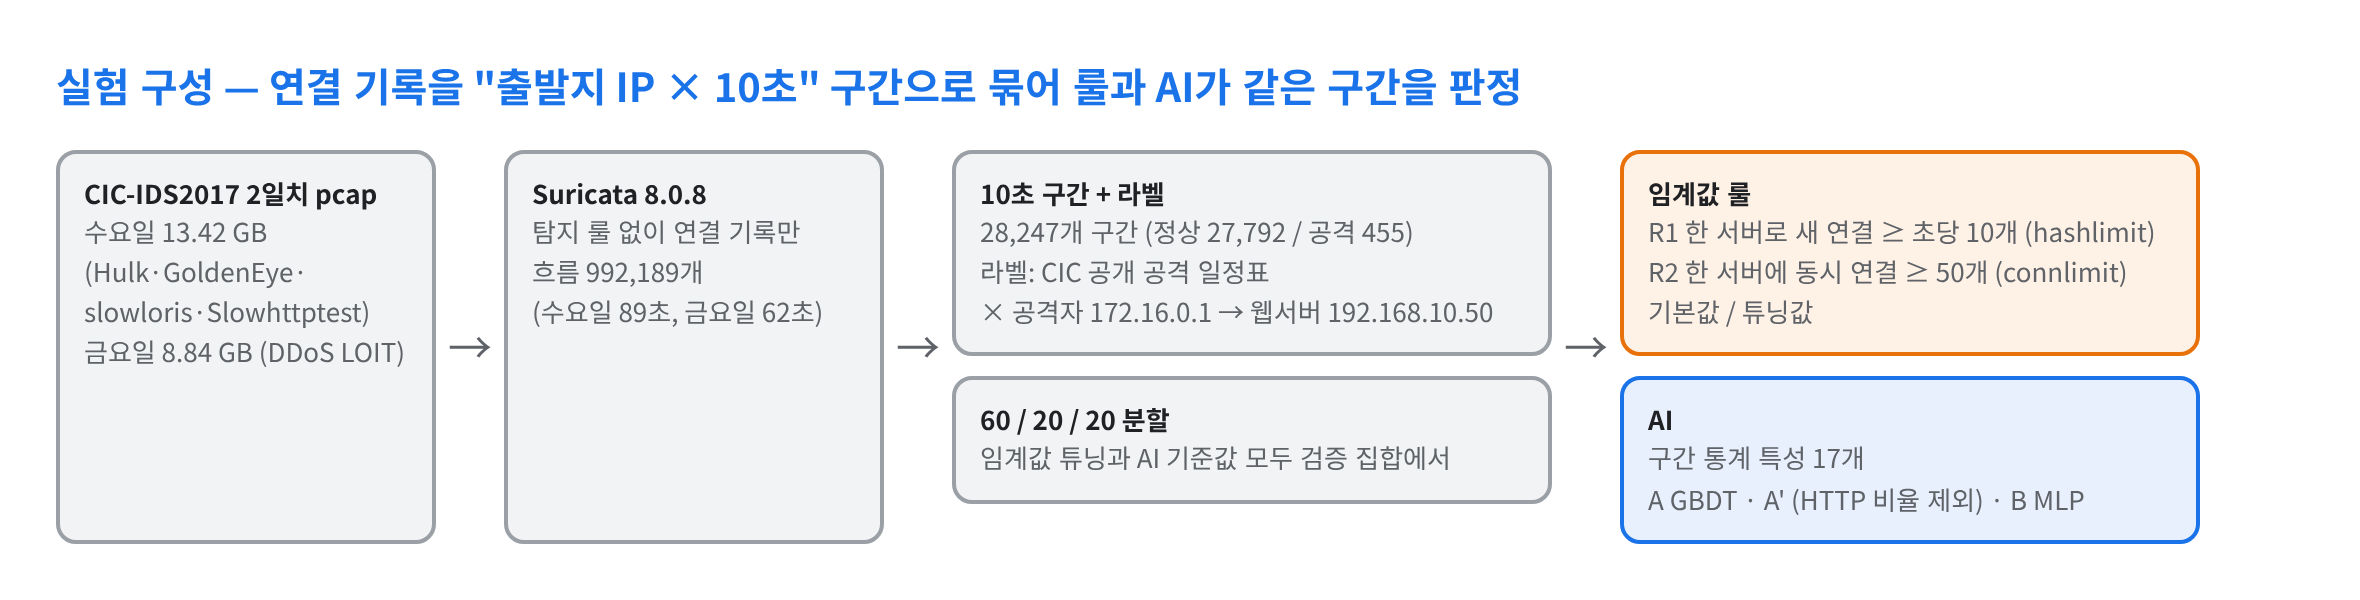 실험 구성 — 연결 기록을 "출발지 IP × 10초" 구간으로 묶어 룰과 AI가 같은 구간을 판정
CIC-IDS2017 2일치 pcap
수요일 13.42 GB
(Hulk·GoldenEye·
slowloris·Slowhttptest)
금요일 8.84 GB (DDoS LOIT)
→
Suricata 8.0.8
탐지 룰 없이 연결 기록만
흐름 992,189개
(수요일 89초, 금요일 62초)
→
10초 구간 + 라벨
28,247개 구간 (정상 27,792 / 공격 455)
라벨: CIC 공개 공격 일정표
× 공격자 172.16.0.1 → 웹서버 192.168.10.50
60 / 20 / 20 분할
임계값 튜닝과 AI 기준값 모두 검증 집합에서
→
임계값 룰
R1 한 서버로 새 연결 ≥ 초당 10개 (hashlimit)
R2 한 서버에 동시 연결 ≥ 50개 (connlimit)
기본값 / 튜닝값
AI
구간 통계 특성 17개
A GBDT · A' (HTTP 비율 제외) · B MLP